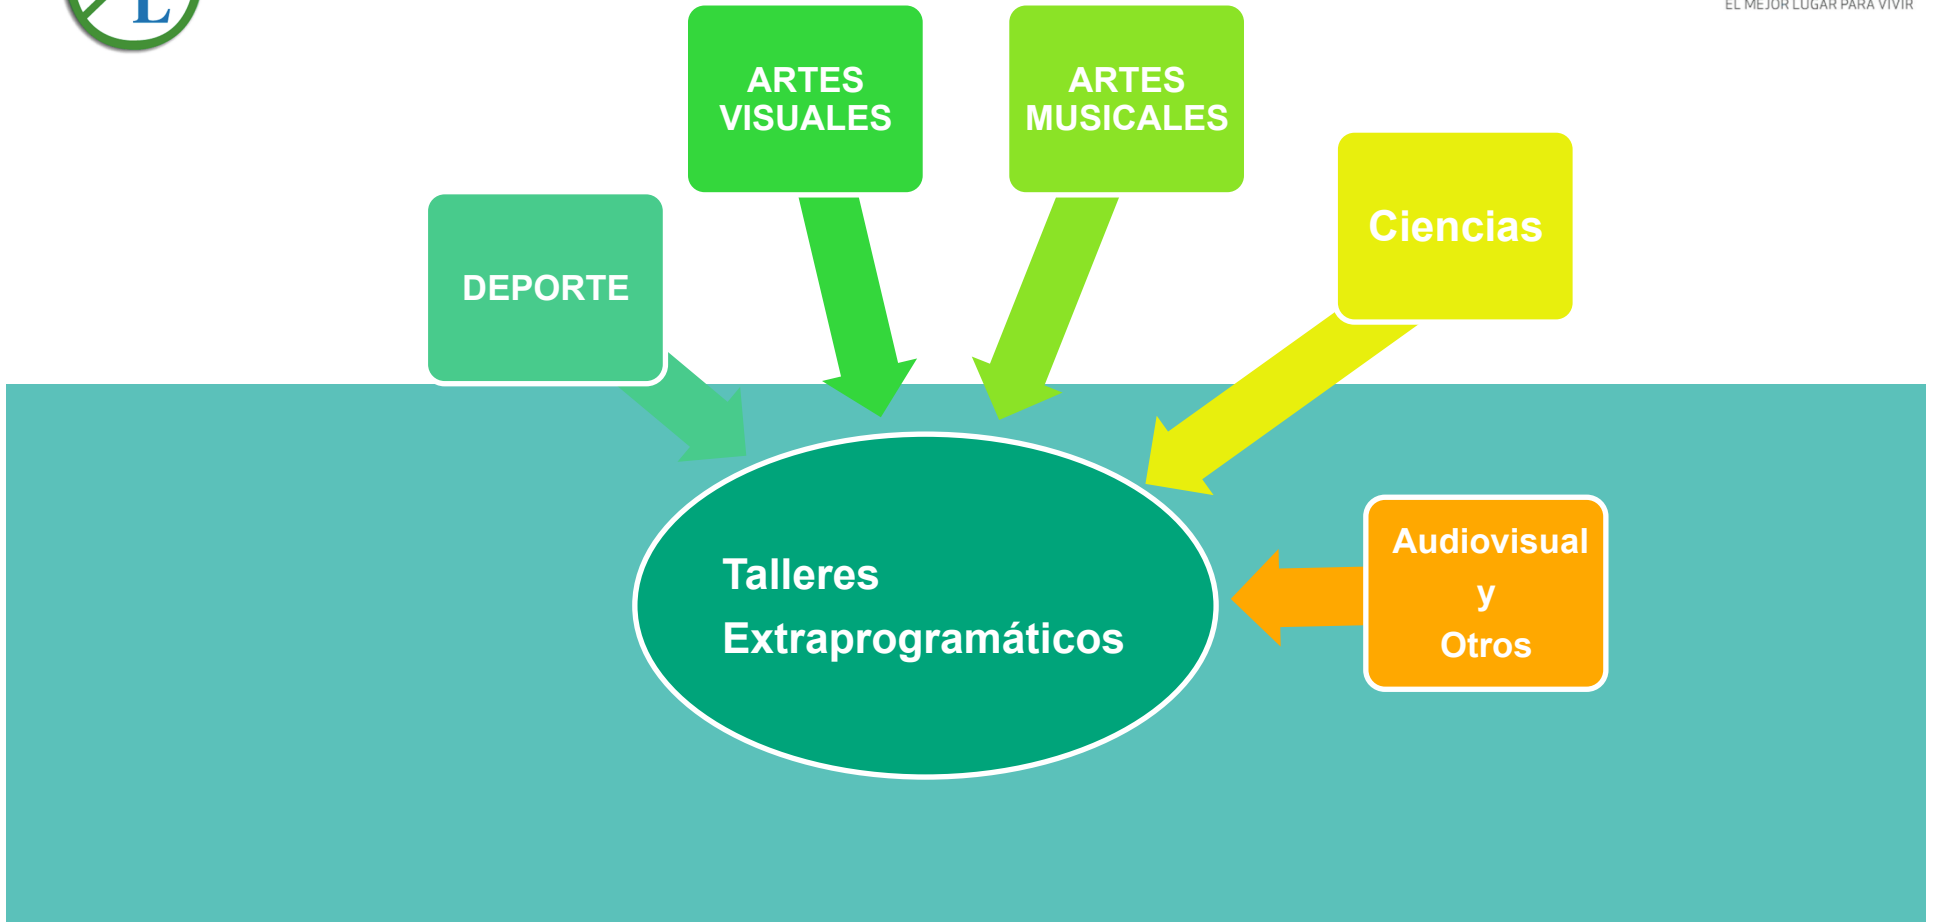 L
EL MEJOR LUGAR PARA VIVIR
ARTES
VISUALES
ARTES
MUSICALES
Ciencias
DEPORTE
Audiovisual
y
Otros
Talleres
Extraprogramáticos